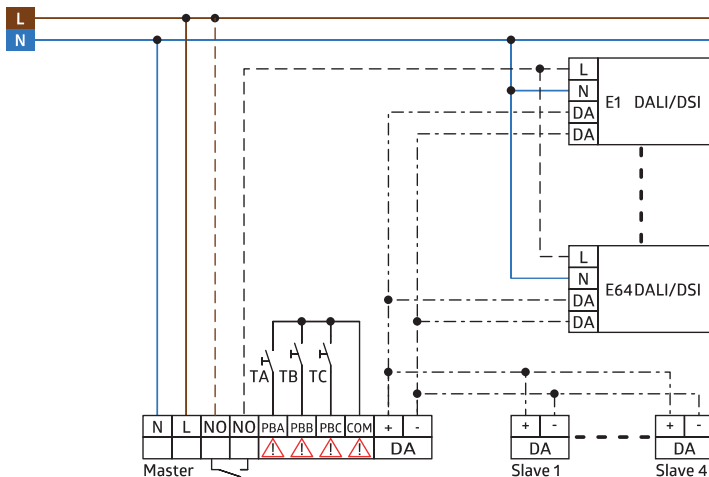 L
N
L
N
E1 DALI/DSI
DA
DA
L
N
E64 DALI/DSI
DA
DA
TA TB TC
N L NO NO PBA PBB PBC COM + - + - + -
! ! ! ! DA DA DA
Master Slave 1 Slave 4